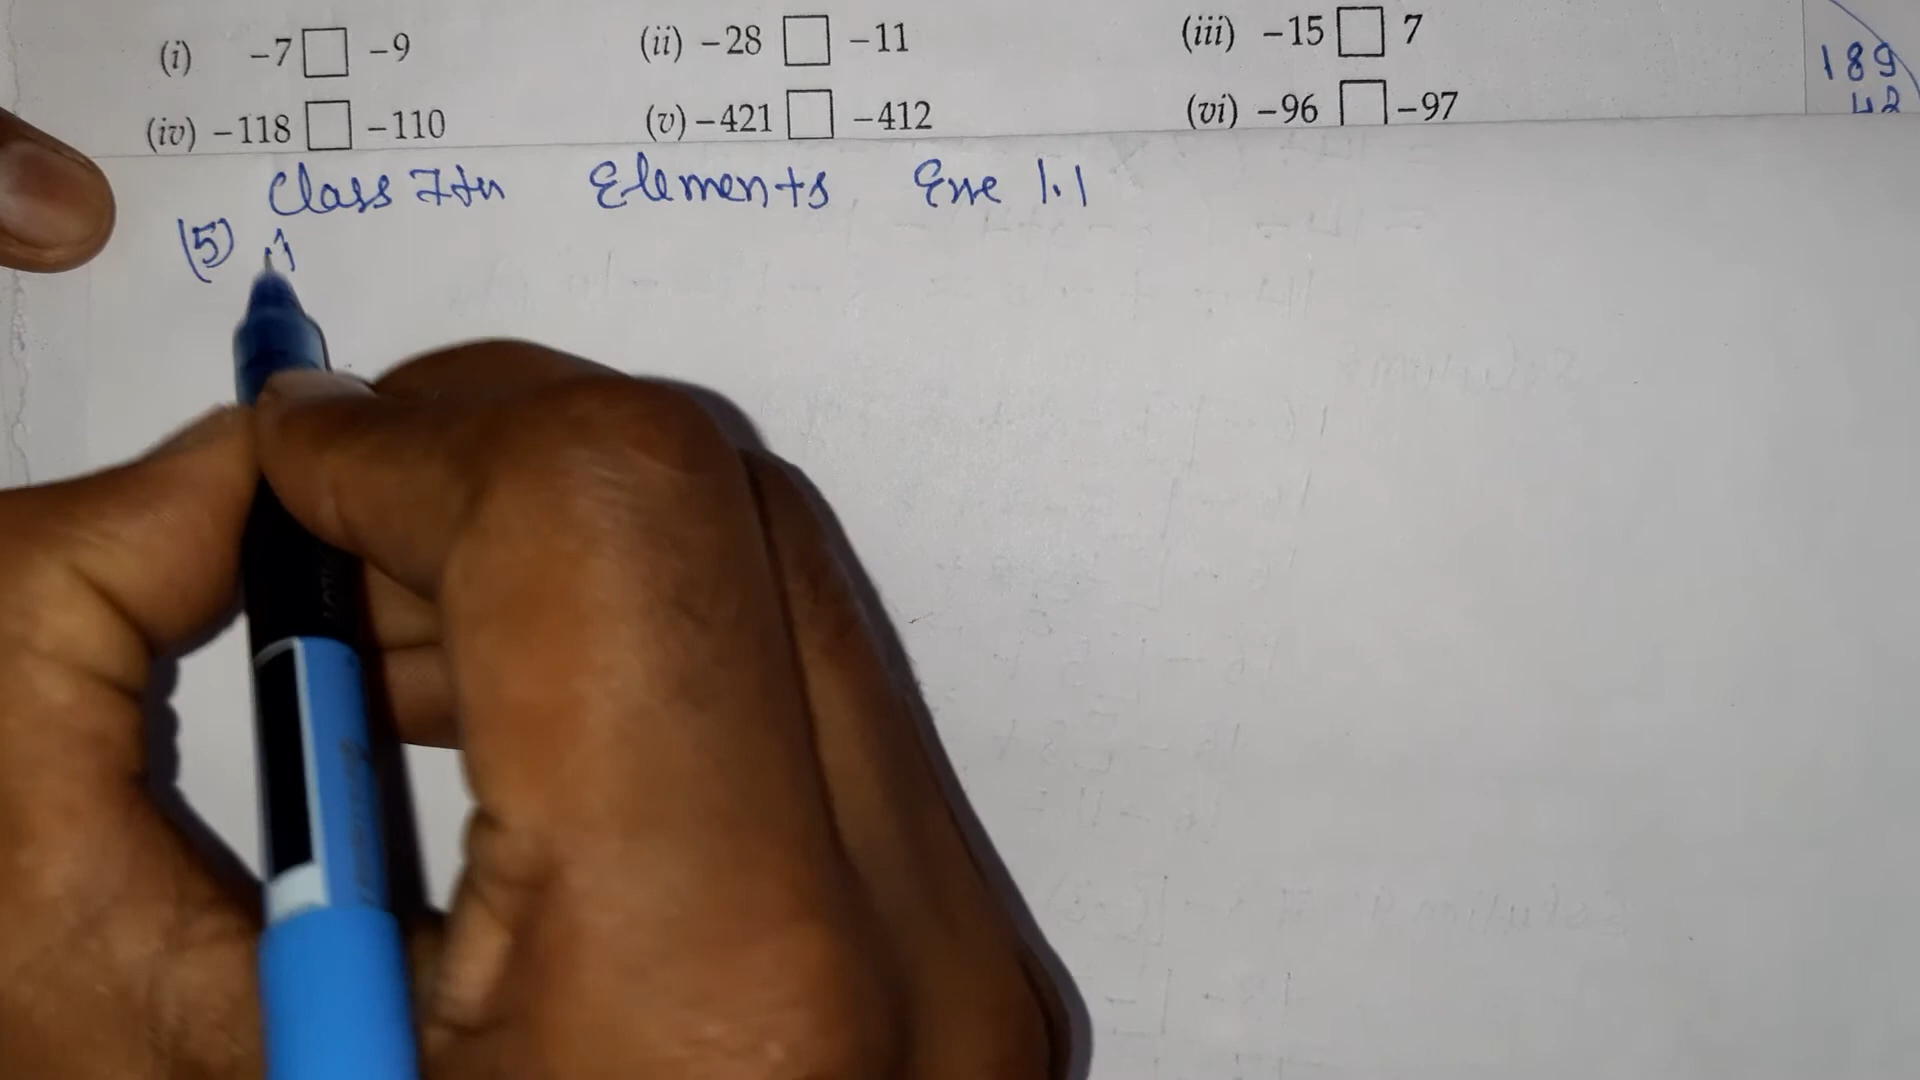 (i) -7 □ -9 (ii) -28 □ -11 (iii) -15 □ 7
189
(iv) -118 □ -110 (v) -421 □ -412 (vi) -96 □ -97
42
Class 7th Elements Exe 1.1
(5)